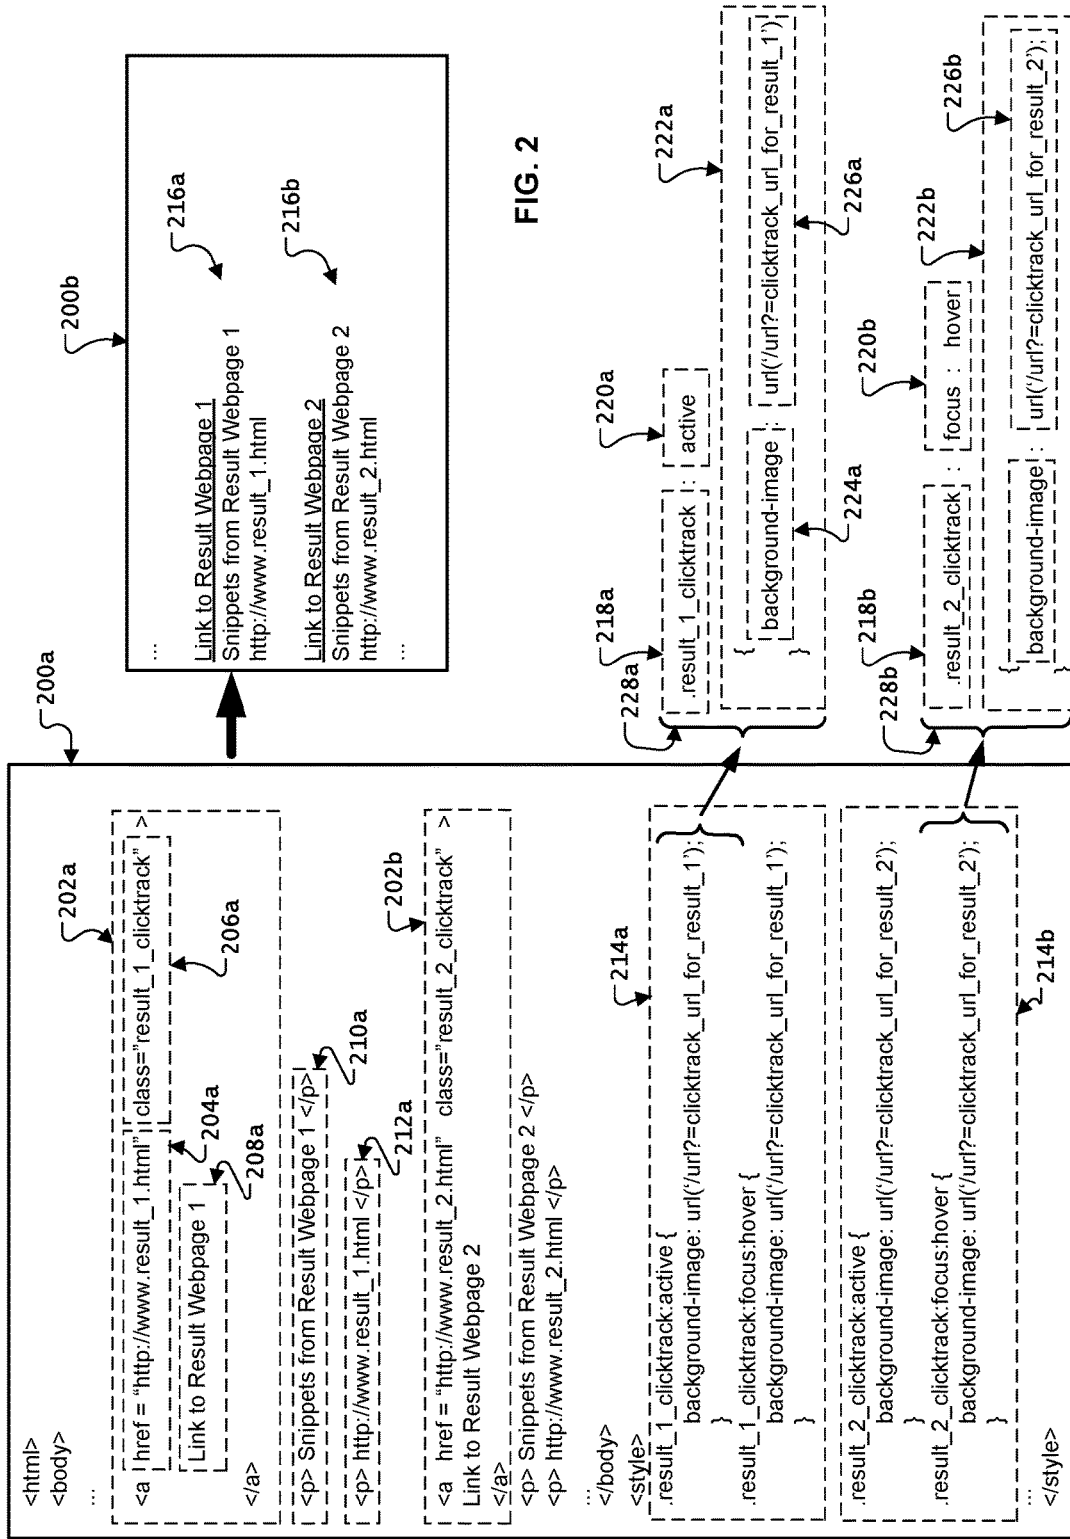 200a
<html>
<body>
...
202a
<a href = “http://www.result_1.html” class=”result_1_clicktrack” >
206a
204a
Link to Result Webpage 1
208a
</a>
<p> Snippets from Result Webpage 1 </p>
210a
<p> http://www.result_1.html </p>
212a
202b
<a href = “http://www.result_2.html” class=”result_2_clicktrack” >
Link to Result Webpage 2
</a>
<p> Snippets from Result Webpage 2 </p>
<p> http://www.result_2.html </p>
...
</body>
<style>
214a
.result_1_clicktrack:active {
background-image: url(‘/url?=clicktrack_url_for_result_1’);
}
.result_1_clicktrack:focus:hover {
background-image: url(‘/url?=clicktrack_url_for_result_1’);
}
.result_2_clicktrack:active {
background-image: url(‘/url?=clicktrack_url_for_result_2’);
}
.result_2_clicktrack:focus:hover {
background-image: url(‘/url?=clicktrack_url_for_result_2’);
}
214b
...
</style>
200b
...
216a
Link to Result Webpage 1
Snippets from Result Webpage 1
http://www.result_1.html
216b
Link to Result Webpage 2
Snippets from Result Webpage 2
http://www.result_2.html
...
FIG. 2
228a
218a
220a
222a
.result_1_clicktrack : active
{
background-image : url(‘/url?=clicktrack_url_for_result_1’)
}
224a
226a
228b
218b
220b
222b
226b
.result_2_clicktrack : focus : hover
{
background-image : url(‘/url?=clicktrack_url_for_result_2’);
}